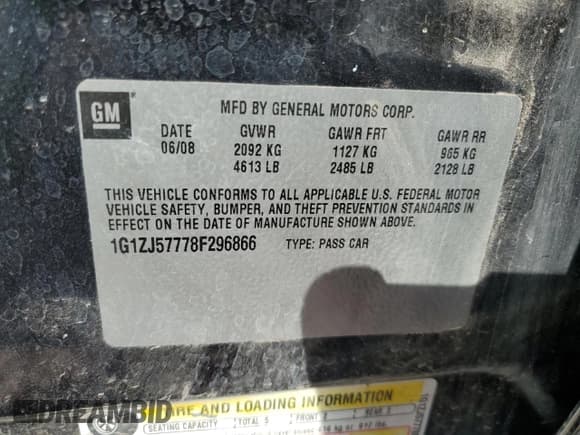 GM
MFD BY GENERAL MOTORS CORP.
DATE GVWR GAWR FRT GAWR RR
06/08 2092 KG 1127 KG 965 KG
4613 LB 2485 LB 2128 LB
THIS VEHICLE CONFORMS TO ALL APPLICABLE U.S. FEDERAL MOTOR
VEHICLE SAFETY, BUMPER, AND THEFT PREVENTION STANDARDS IN
EFFECT ON THE DATE OF MANUFACTURE SHOWN ABOVE.
1G1ZJ57778F296866 TYPE: PASS CAR
IRE AND LOADING INFORMATION
SEATING CAPACITY TOTAL 5 FRONT 2 REAR 3
DREAMBID